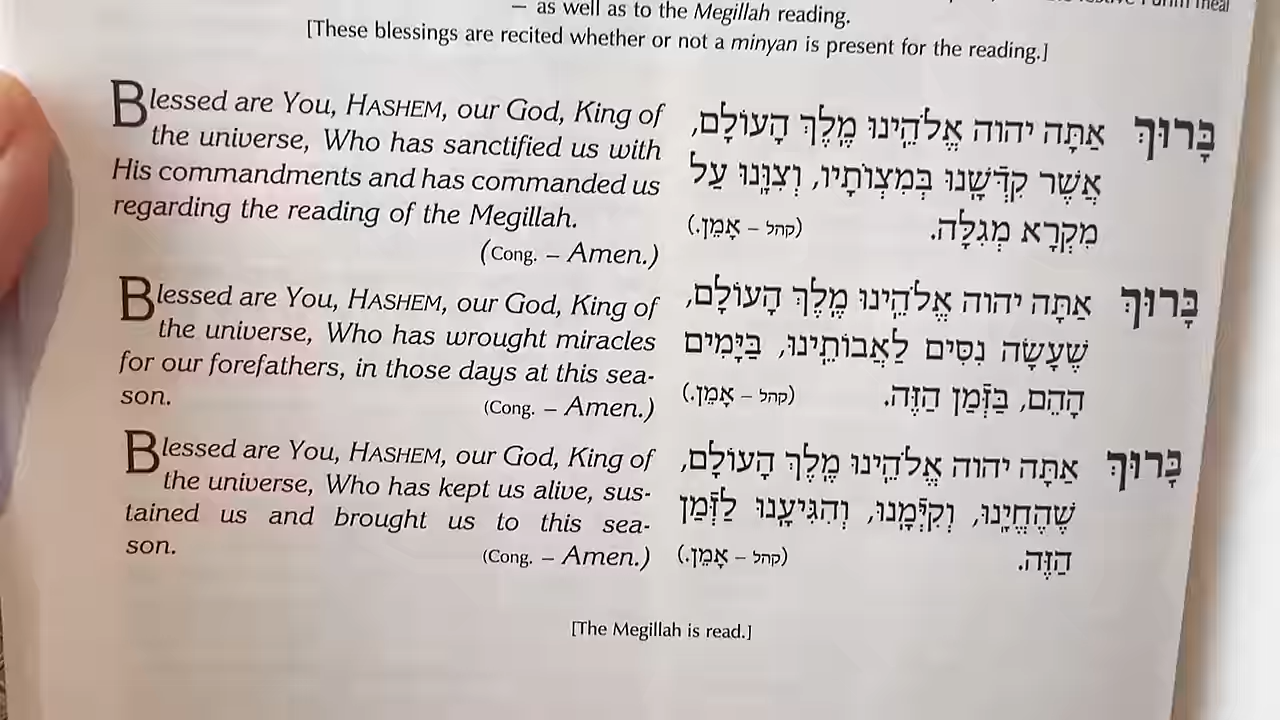 — as well as to the Megillah reading.
[These blessings are recited whether or not a minyan is present for the reading.]
Blessed are You, HASHEM, our God, King of
the universe, Who has sanctified us with
His commandments and has commanded us
regarding the reading of the Megillah.
(Cong. – Amen.)
בָּרוּךְ אַתָּה יהוה אֱלֹהֵינוּ מֶלֶךְ הָעוֹלָם,
אֲשֶׁר קִדְּשָׁנוּ בְּמִצְוֹתָיו, וְצִוָּנוּ עַל
מִקְרָא מְגִלָּה. (קהל – אָמֵן.)
Blessed are You, HASHEM, our God, King of
the universe, Who has wrought miracles
for our forefathers, in those days at this sea-
son. (Cong. – Amen.)
בָּרוּךְ אַתָּה יהוה אֱלֹהֵינוּ מֶלֶךְ הָעוֹלָם,
שֶׁעָשָׂה נִסִּים לַאֲבוֹתֵינוּ, בַּיָּמִים
הָהֵם, בַּזְּמַן הַזֶּה. (קהל – אָמֵן.)
Blessed are You, HASHEM, our God, King of
the universe, Who has kept us alive, sus-
tained us and brought us to this sea-
son. (Cong. – Amen.)
בָּרוּךְ אַתָּה יהוה אֱלֹהֵינוּ מֶלֶךְ הָעוֹלָם,
שֶׁהֶחֱיָנוּ, וְקִיְּמָנוּ, וְהִגִּיעָנוּ לַזְּמַן
הַזֶּה. (קהל – אָמֵן.)
[The Megillah is read.]